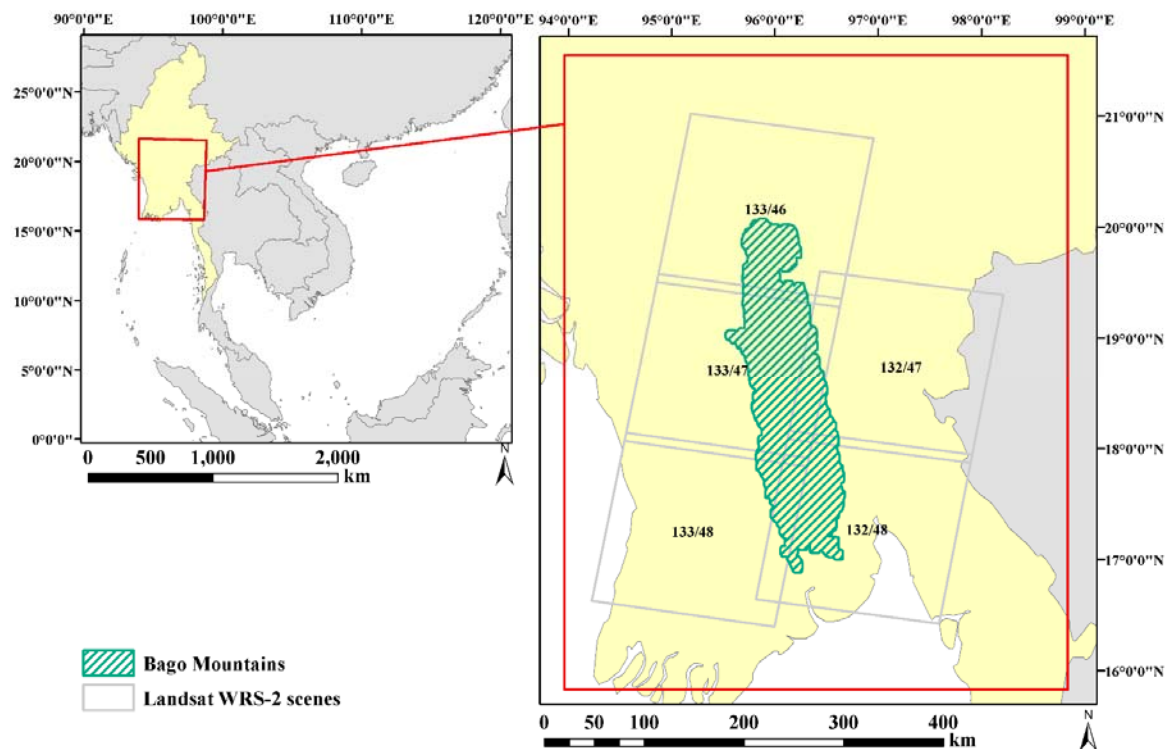 90°0'0"E 100°0'0"E 110°0'0"E 120°0'0"E
25°0'0"N
20°0'0"N
15°0'0"N
10°0'0"N
5°0'0"N
0°0'0"
0 500 1,000 2,000
km
N
94°0'0"E 95°0'0"E 96°0'0"E 97°0'0"E 98°0'0"E 99°0'0"E
21°0'0"N
20°0'0"N
19°0'0"N
18°0'0"N
17°0'0"N
16°0'0"N
133/46
133/47 132/47
133/48 132/48
0 50 100 200 300 400
km
N
Bago Mountains
Landsat WRS-2 scenes